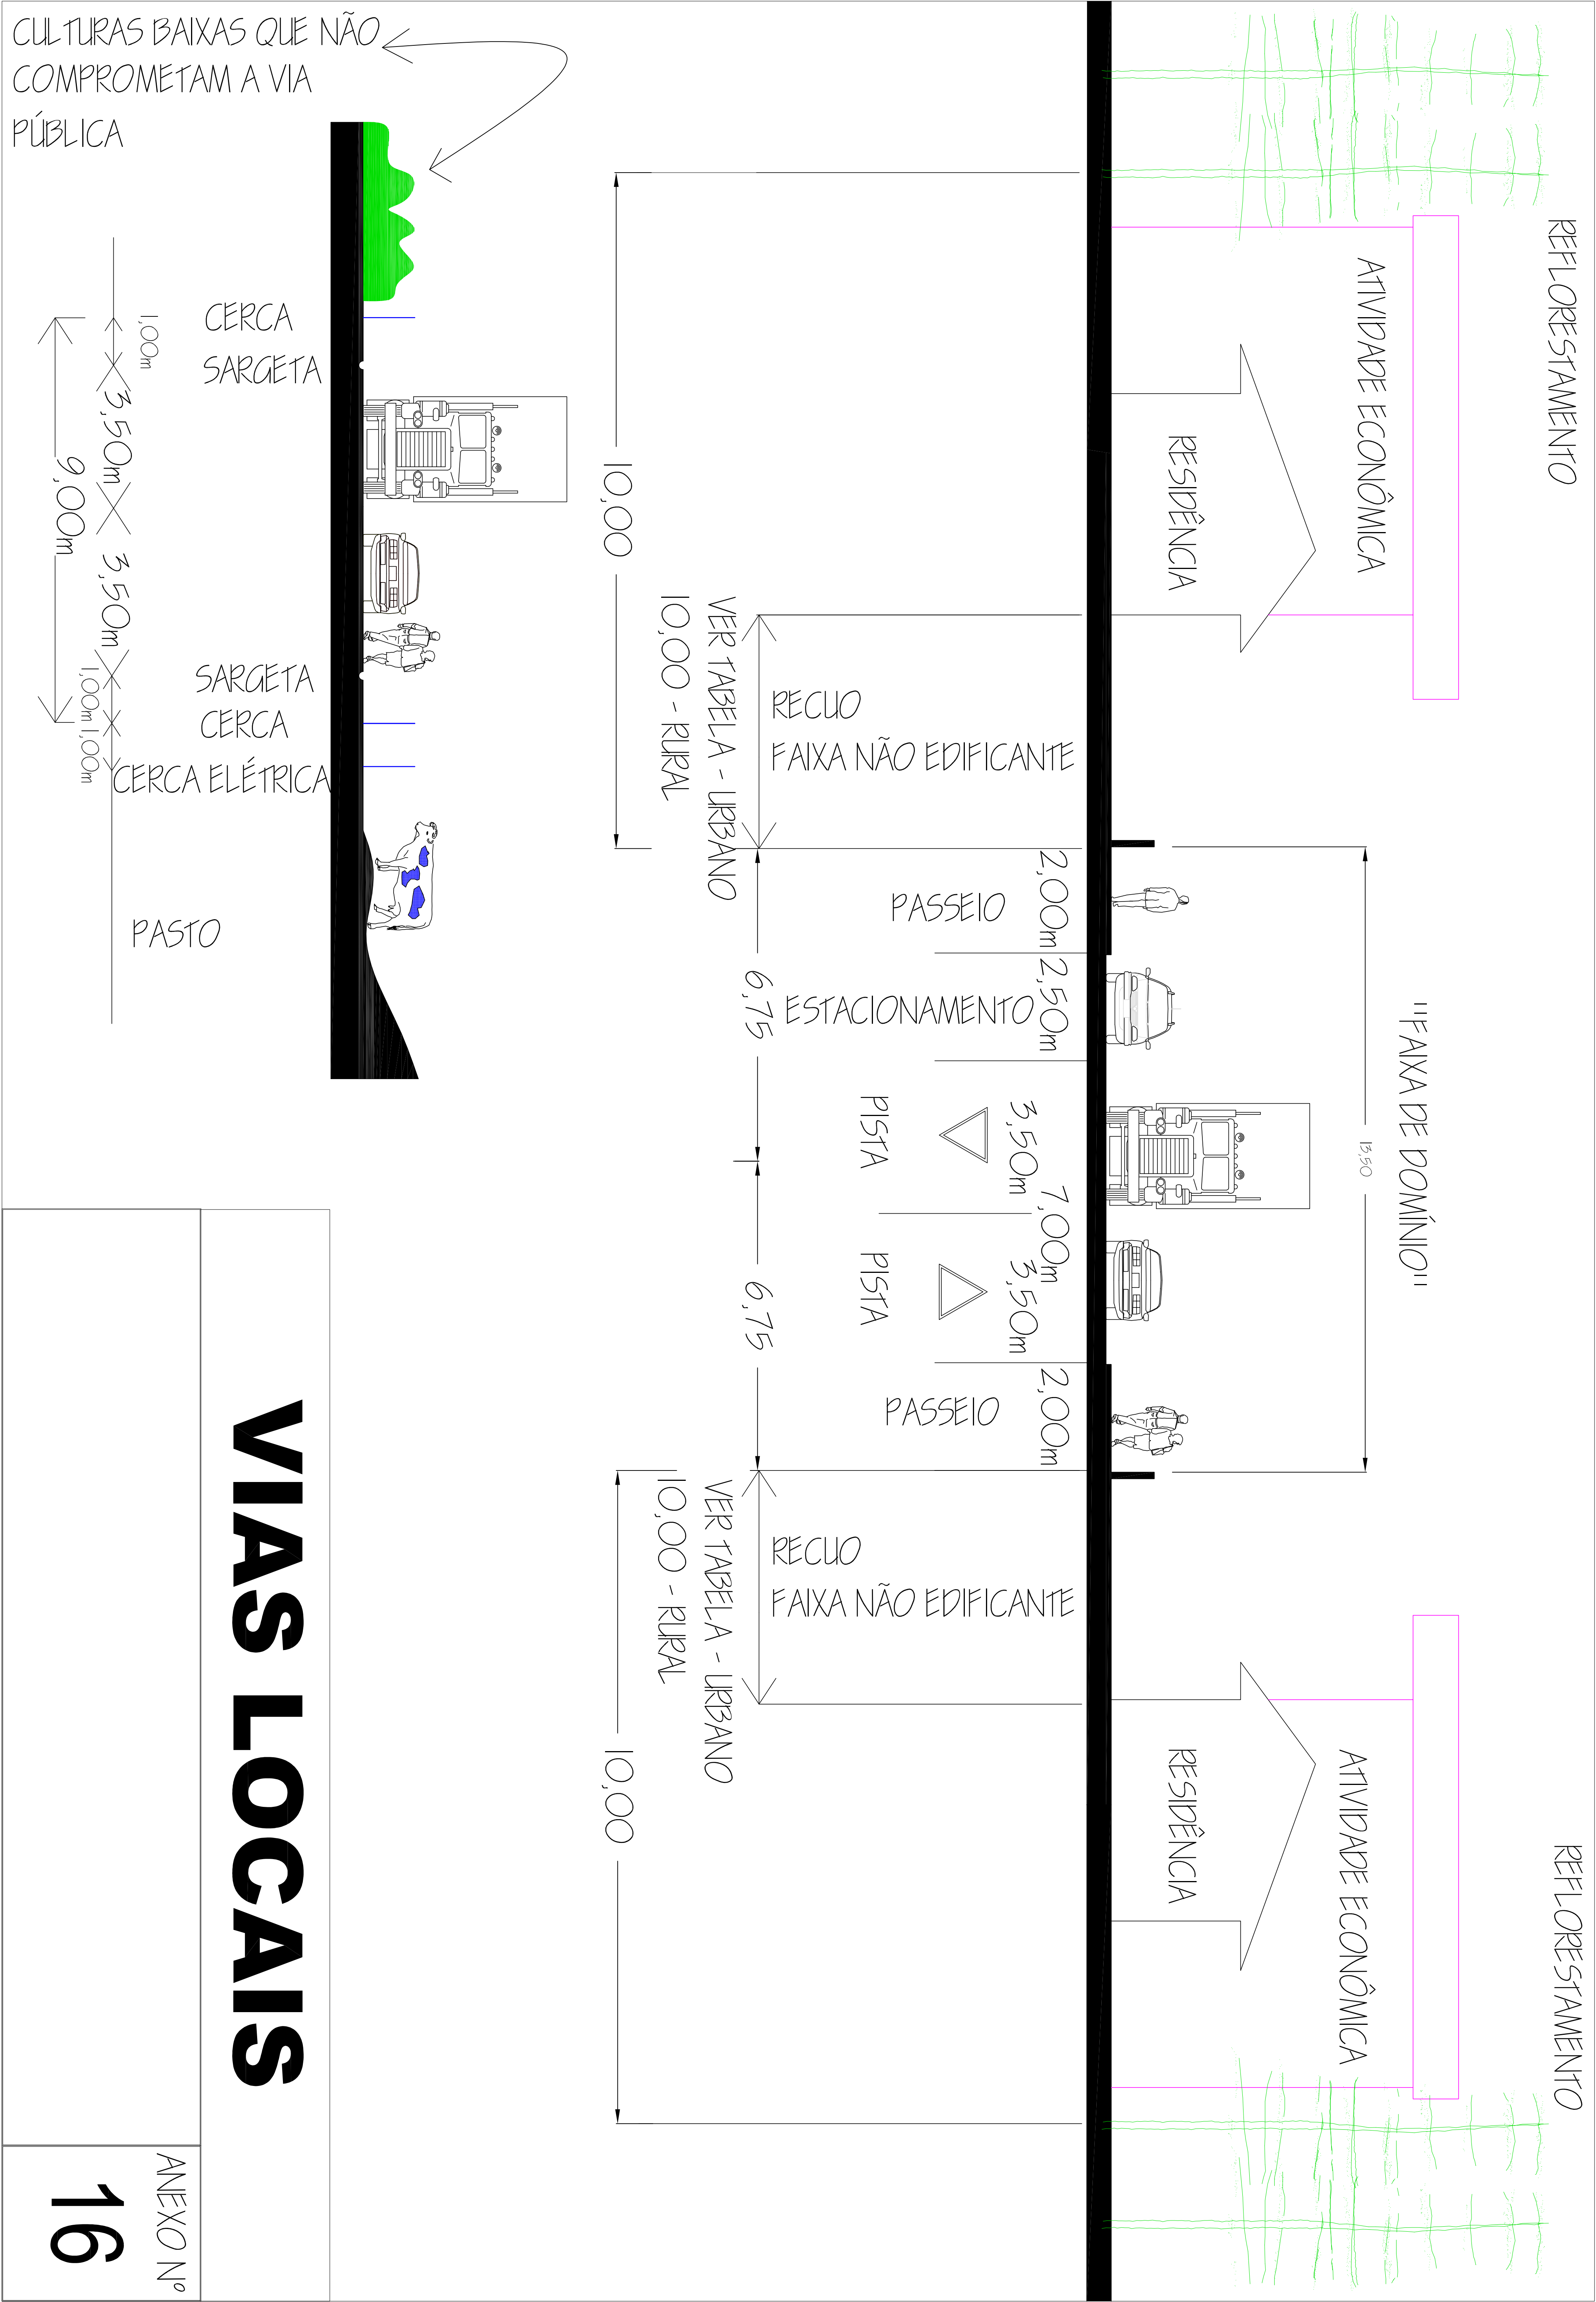 REFLORESTAMENTO
REFLORESTAMENTO
ATIVIDADE ECONÔMICA
RESIDÊNCIA
"FAIXA DE DOMÍNIO"
13,50
ATIVIDADE ECONÔMICA
RESIDÊNCIA
RECUO
FAIXA NÃO EDIFICANTE
VER TABELA - URBANO
10,00 - RURAL
10,00
2,00m
PASSEIO
2,50m
ESTACIONAMENTO
3,50m
PISTA
7,00m
3,50m
PISTA
2,00m
PASSEIO
6,75
6,75
RECUO
FAIXA NÃO EDIFICANTE
VER TABELA - URBANO
10,00 - RURAL
10,00
CULTURAS BAIXAS QUE NÃO
COMPROMETAM A VIA
PÚBLICA
CERCA
SARGETA
SARGETA
CERCA
CERCA ELÉTRICA
PASTO
1,00m
3,50m
3,50m
1,00m
1,00m
9,00m
VIAS LOCAIS
ANEXO Nº
16